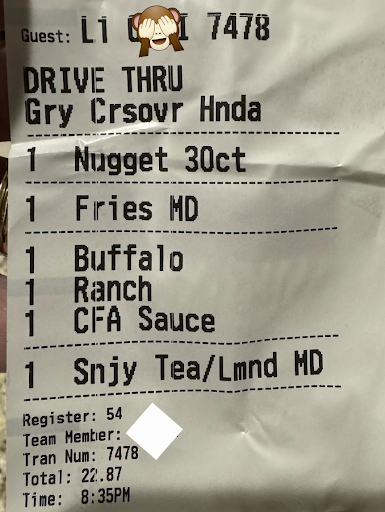 Guest: 7478
DRIVE THRU
Gry Crsovr Hnda
1 Nugget 30ct
1 Fries MD
1 Buffalo
1 Ranch
1 CFA Sauce
1 Snjy Tea/Lmnd MD
Register: 54
Team Member:
Tran Num: 7478
Total: 22.87
Time: 8:35PM